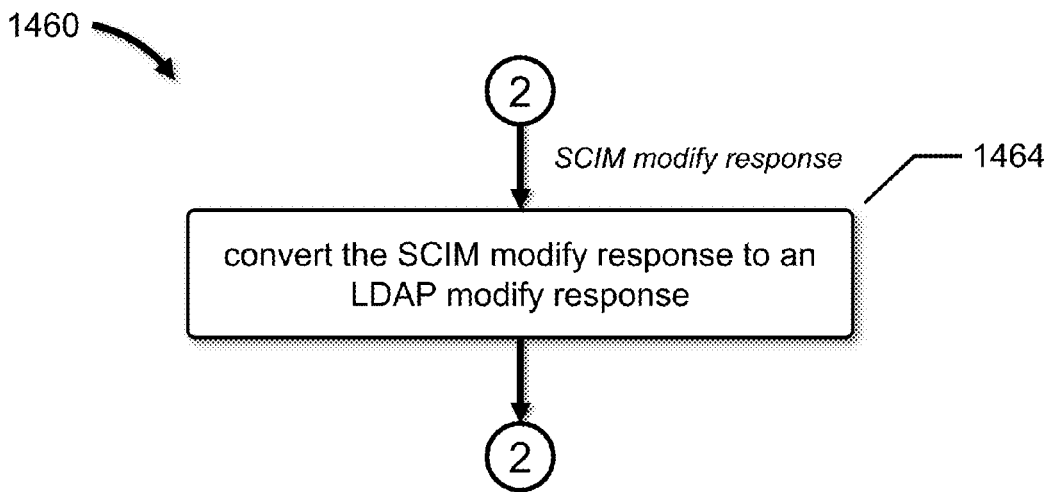 1460
2
SCIM modify response
1464
convert the SCIM modify response to an
LDAP modify response
2